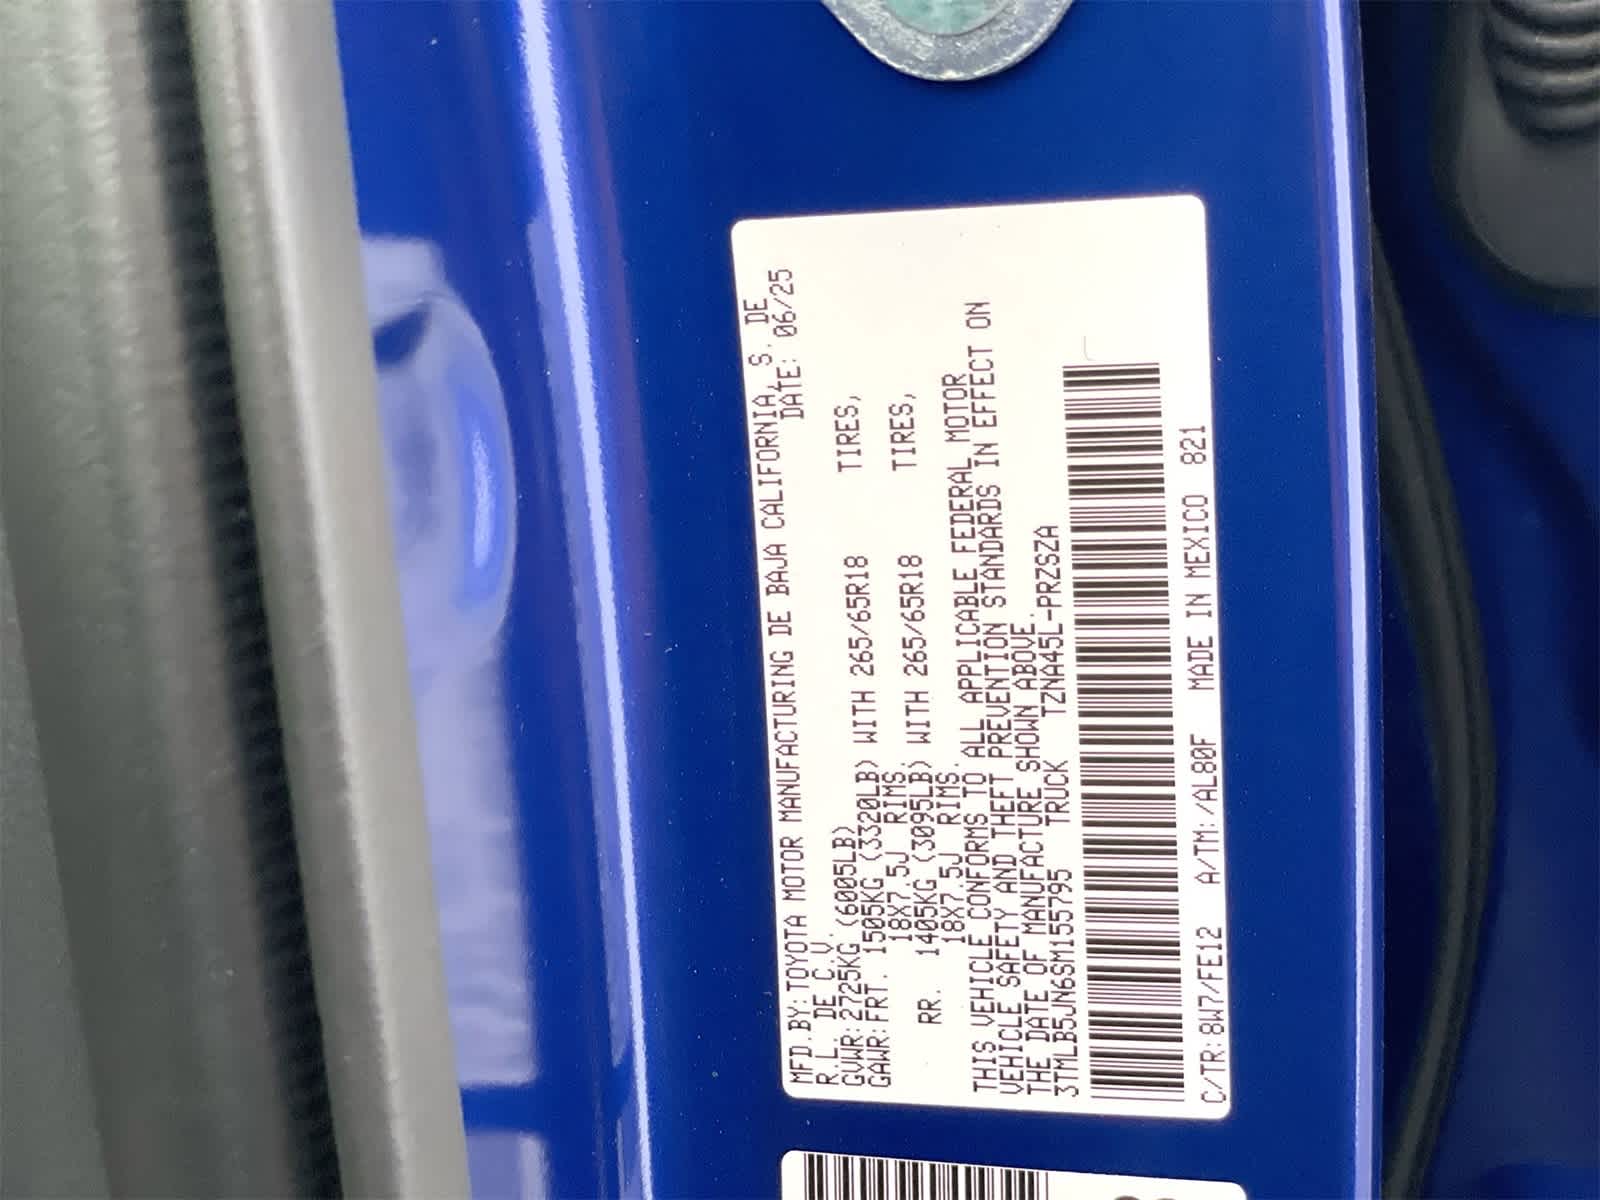 MFD.BY:TOYOTA MOTOR MANUFACTURING DE BAJA CALIFORNIA, S. DE
R.L. DE C.V. DATE: 06/25
GVWR:2725KG (6005LB)
GAWR:FRT. 1505KG (3320LB) WITH 265/65R18 TIRES,
18X7.5J RIMS,
RR. 1405KG (3095LB) WITH 265/65R18 TIRES,
18X7.5J RIMS.
THIS VEHICLE CONFORMS TO ALL APPLICABLE FEDERAL MOTOR
VEHICLE SAFETY AND THEFT PREVENTION STANDARDS IN EFFECT ON
THE DATE OF MANUFACTURE SHOWN ABOVE.
3TMLB5JN6SM155795 TRUCK TZNA45L-PRZSZA
C/TR:8W7/FE12 A/TM:/AL80F MADE IN MEXICO 821